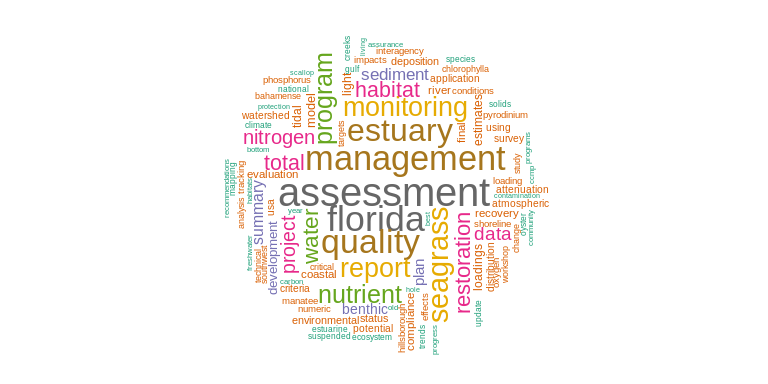 assurance
living
creeks
interagency
impacts
deposition
species
scallop
gulf
chlorophylla
phosphorus
program
light
sediment
application
national
habitat
river
conditions
bahamense
model
monitoring
solids
protection
tidal
estimates
pyrodinium
watershed
climate
targets
estuary
final
using
nitrogen
survey
bottom
total
management
study
programs
ccmp
recommendations
mapping
tracking
analysis
evaluation
loading
habitats
summary
assessment
attenuation
contamination
usa
year
florida
best
atmospheric
water
seagrass
recovery
oyster
community
project
quality
restoration
shoreline
data
change
freshwater
technical
southwest
development
critical
report
plan
loadings
distribution
oxygen
workshop
coastal
carbon
criteria
nutrient
hole
manatee
numeric
benthic
old
effects
compliance
update
environmental
status
estuarine
potential
hillsborough
trends
progress
suspended
ecosystem